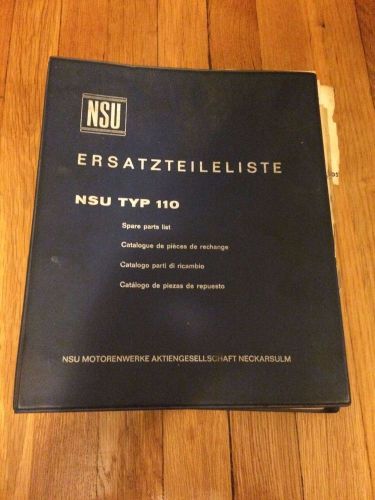 NSU
ERSATZTEILELISTE
NSU TYP 110
Spare parts list
Catalogue de pièces de rechange
Catalogo parti di ricambio
Catálogo de piezas de repuesto
NSU MOTORENWERKE AKTIENGESELLSCHAFT NECKARSULM